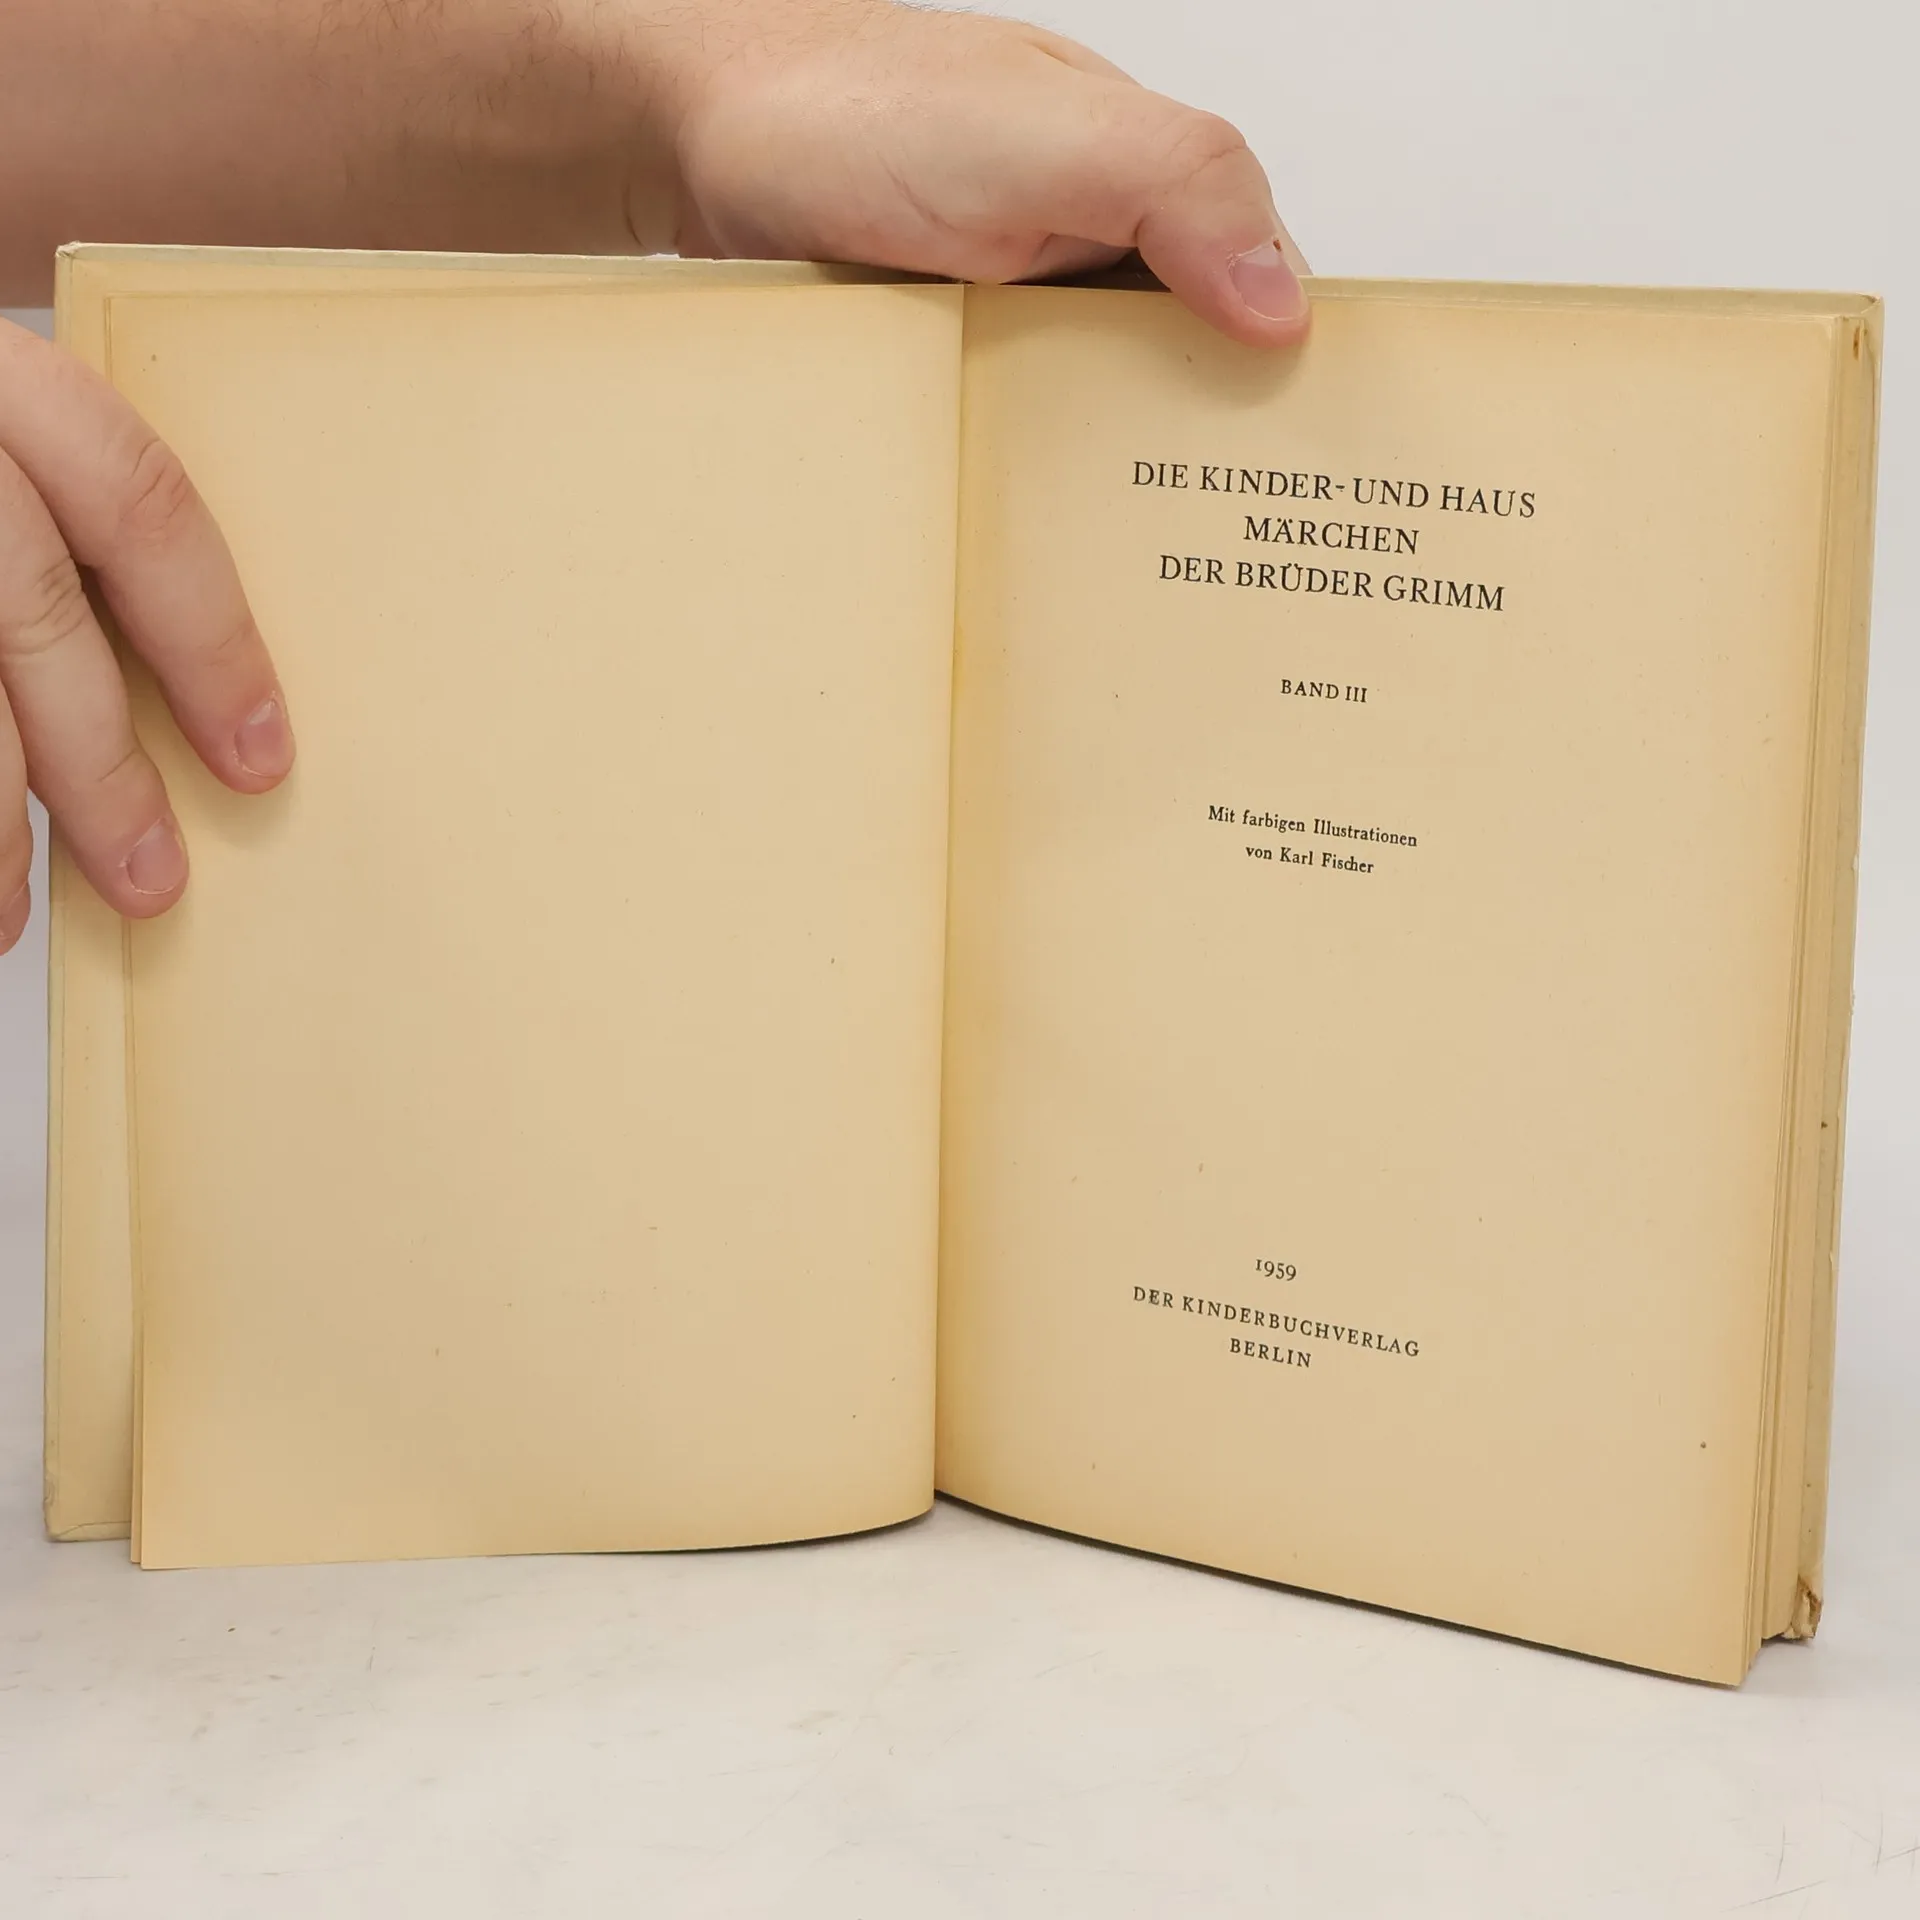 DIE KINDER- UND HAUS
MÄRCHEN
DER BRÜDER GRIMM
BAND III
Mit farbigen Illustrationen
von Karl Fischer
1959
DER KINDERBUCHVERLAG
BERLIN